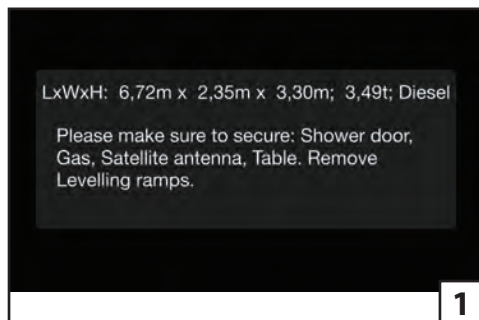 LxWxH: 6,72m x 2,35m x 3,30m; 3,49t; Diesel
Please make sure to secure: Shower door,
Gas, Satellite antenna, Table. Remove
Levelling ramps.
1